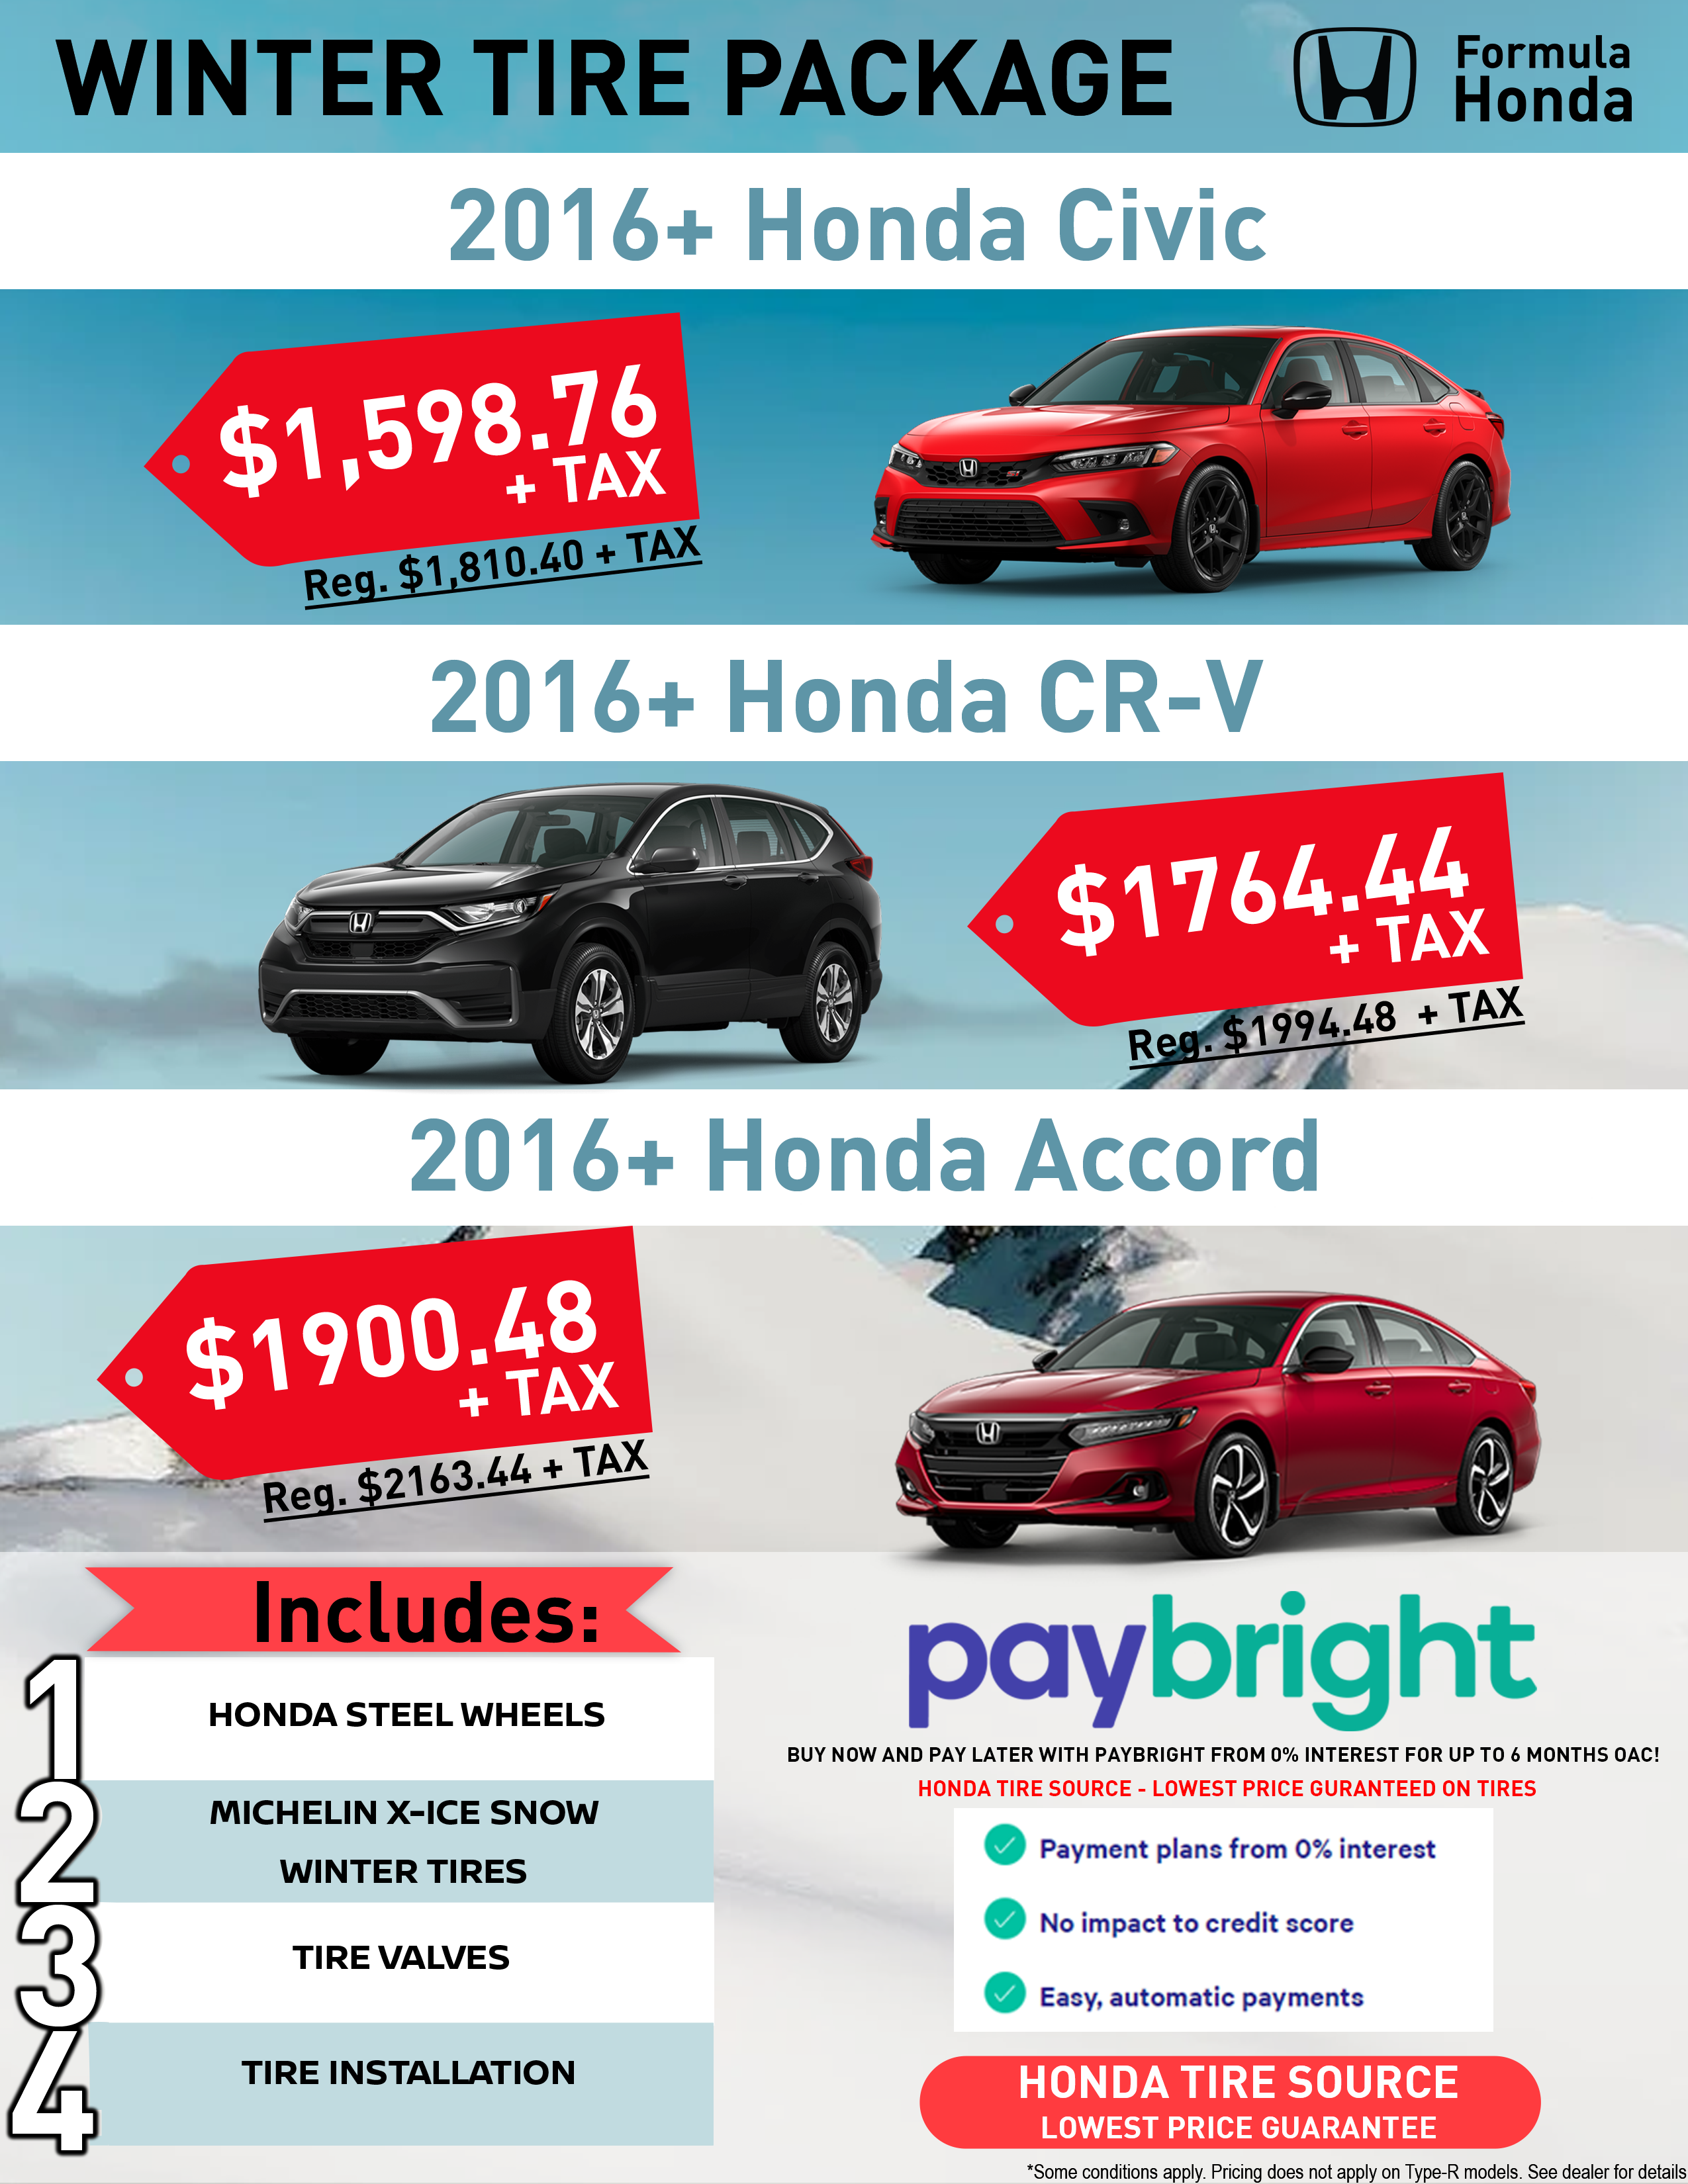 WINTER TIRE PACKAGE
Formula
Honda
2016+ Honda Civic
$1,598.76
+ TAX
Reg. $1,810.40 + TAX
2016+ Honda CR-V
$1764.44
+ TAX
Reg. $1994.48 + TAX
2016+ Honda Accord
$1900.48
+ TAX
Reg. $2163.44 + TAX
Includes:
1
HONDA STEEL WHEELS
2
MICHELIN X-ICE SNOW
WINTER TIRES
3
TIRE VALVES
4
TIRE INSTALLATION
paybright
BUY NOW AND PAY LATER WITH PAYBRIGHT FROM 0% INTEREST FOR UP TO 6 MONTHS OAC!
HONDA TIRE SOURCE - LOWEST PRICE GURANTEED ON TIRES
Payment plans from 0% interest
No impact to credit score
Easy, automatic payments
HONDA TIRE SOURCE
LOWEST PRICE GUARANTEE
*Some conditions apply. Pricing does not apply on Type-R models. See dealer for details